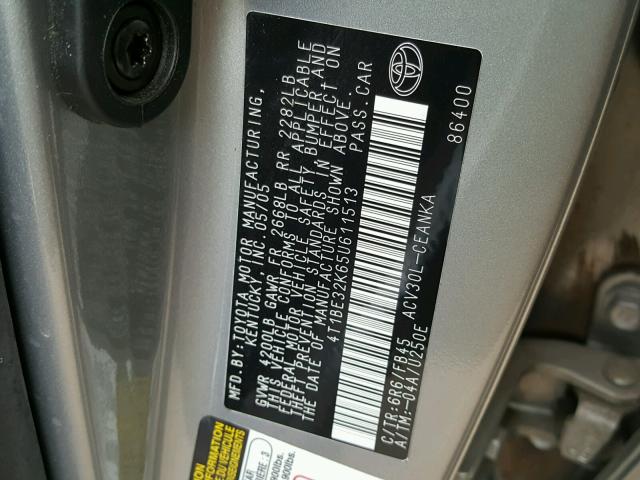 MFD.BY:TOYOTA MOTOR MANUFACTURING,
KENTUCKY, INC. 05/05
GVWR 4200LB GAWR FR 2668LB RR 2282LB
THIS VEHICLE CONFORMS TO ALL APPLICABLE
FEDERAL MOTOR VEHICLE SAFETY BUMPER AND
THEFT PREVENTION STANDARDS IN EFFECT ON
THE DATE OF MANUFACTURE SHOWN ABOVE.
4T1BE32K65U611513 PASS.CAR
C/TR:6R6/FB45 ACV30L-CEANKA
A/TM:-04A/U250E 86400
DU VEHICULE